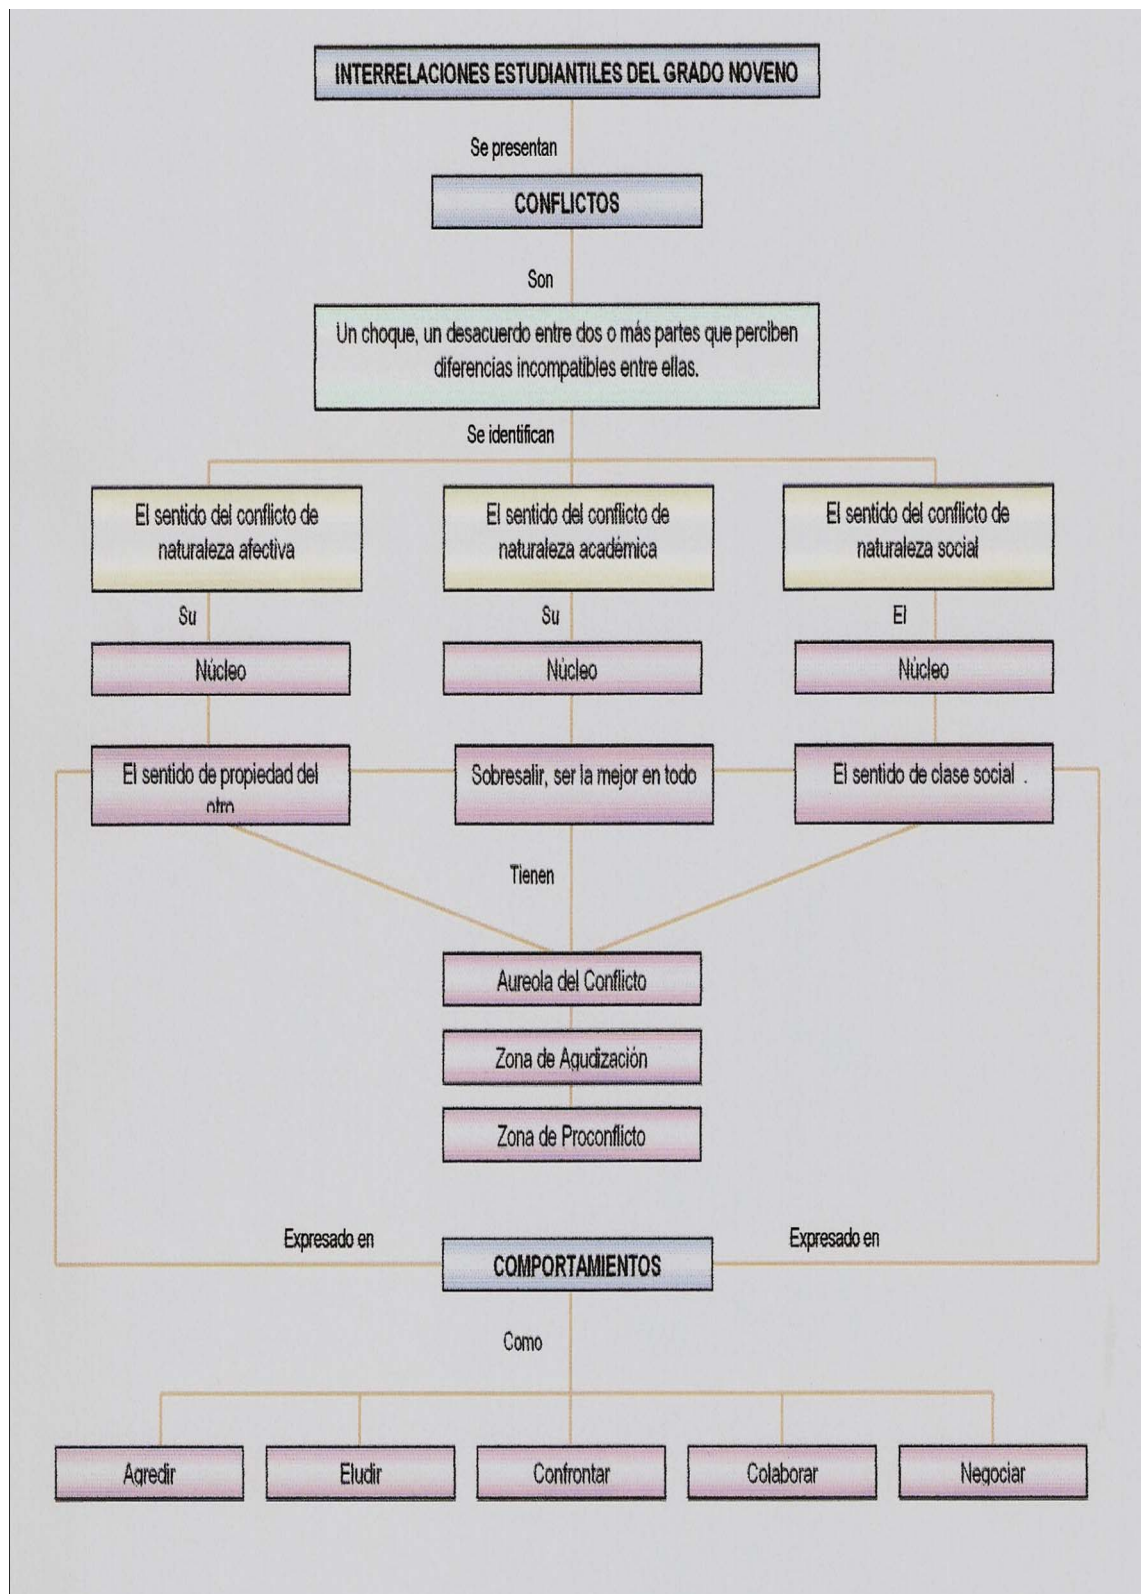 INTERRELACIONES ESTUDIANTILES DEL GRADO NOVENO
Se presentan
CONFLICTOS
Son
Un choque, un desacuerdo entre dos o más partes que perciben
diferencias incompatibles entre ellas.
Se identifican
El sentido del conflicto de
naturaleza afectiva
El sentido del conflicto de
naturaleza académica
El sentido del conflicto de
naturaleza social
Su
Su
El
Núcleo
Núcleo
Núcleo
El sentido de propiedad del
otro
Sobresalir, ser la mejor en todo
El sentido de clase social .
Tienen
Aureola del Conflicto
Zona de Agudización
Zona de Proconflicto
Expresado en
Expresado en
COMPORTAMIENTOS
Como
Agredir
Eludir
Confrontar
Colaborar
Negociar